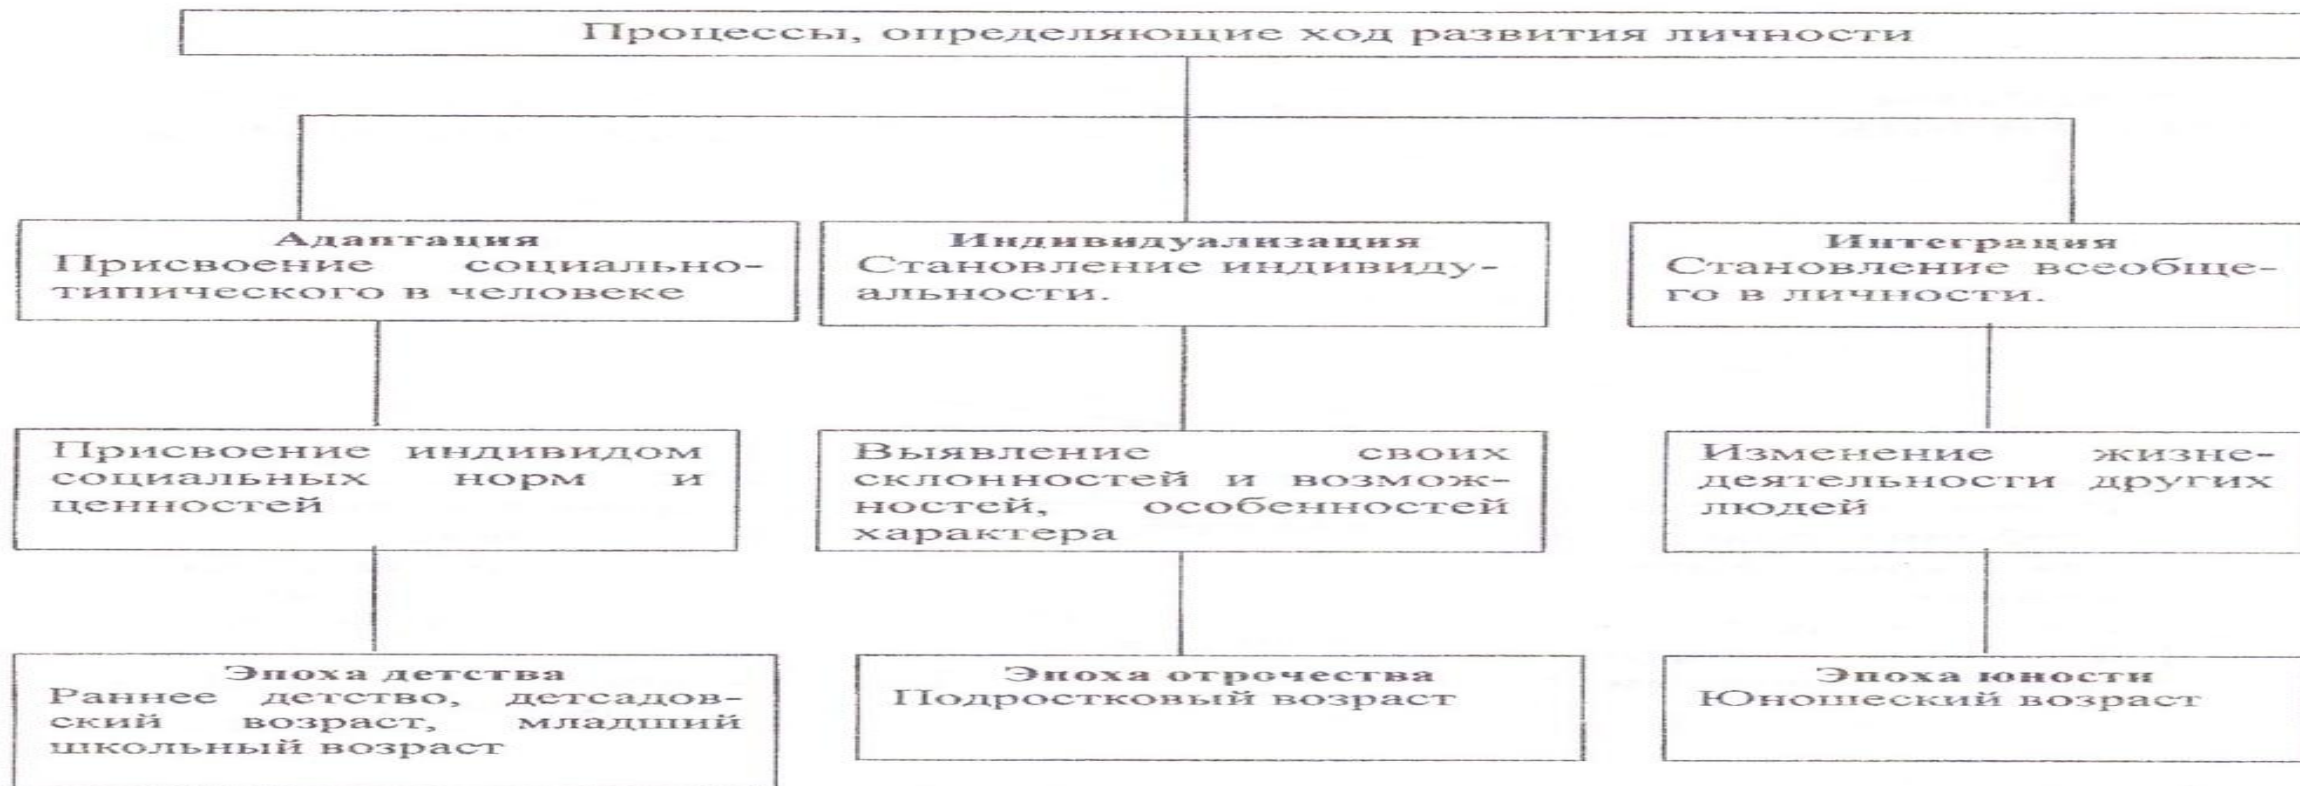 Процессы, определяющие ход развития личности
Адаптация
Присвоение социально-
типического в человеке
Индивидуализация
Становление индивиду-
альности.
Интеграция
Становление всеобще-
го в личности.
Присвоение индивидом
социальных норм и
ценностей
Выявление своих
склонностей и возмож-
ностей, особенностей
характера
Изменение жизне-
деятельности других
людей
Эпоха детства
Раннее детство, детсадов-
ский возраст, младший
школьный возраст
Эпоха отрочества
Подростковый возраст
Эпоха юности
Юношеский возраст